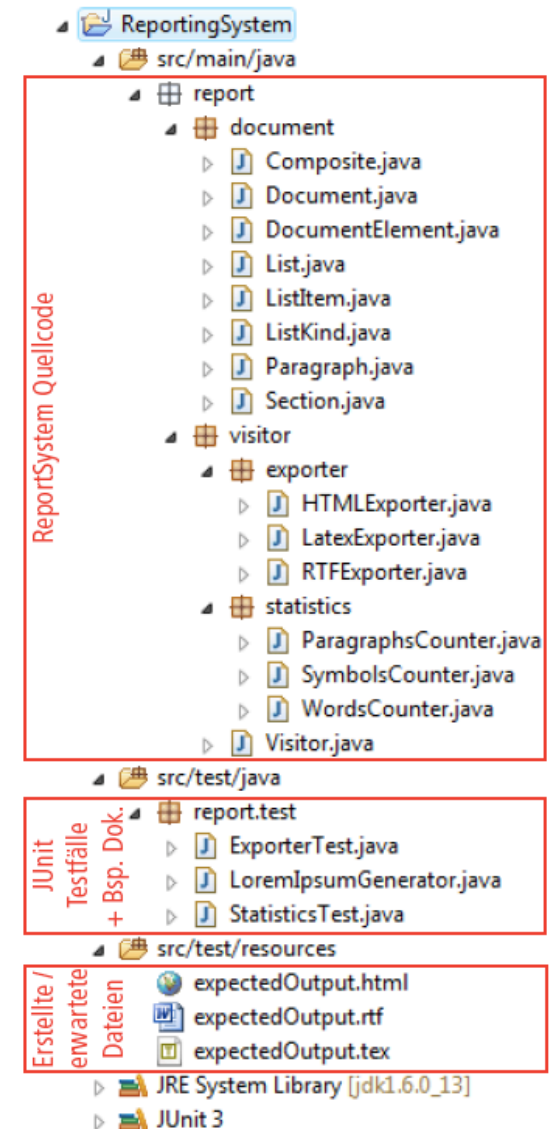 ReportingSystem
src/main/java
ReportSystem Quellcode
report
document
Composite.java
Document.java
DocumentElement.java
List.java
ListItem.java
ListKind.java
Paragraph.java
Section.java
visitor
exporter
HTMLExporter.java
LatexExporter.java
RTFExporter.java
statistics
ParagraphsCounter.java
SymbolsCounter.java
WordsCounter.java
Visitor.java
src/test/java
JUnit
Testfälle
+ Bsp. Dok.
report.test
ExporterTest.java
LoremIpsumGenerator.java
StatisticsTest.java
src/test/resources
Erstellte /
erwartete
Dateien
expectedOutput.html
expectedOutput.rtf
expectedOutput.tex
JRE System Library [jdk1.6.0_13]
JUnit 3